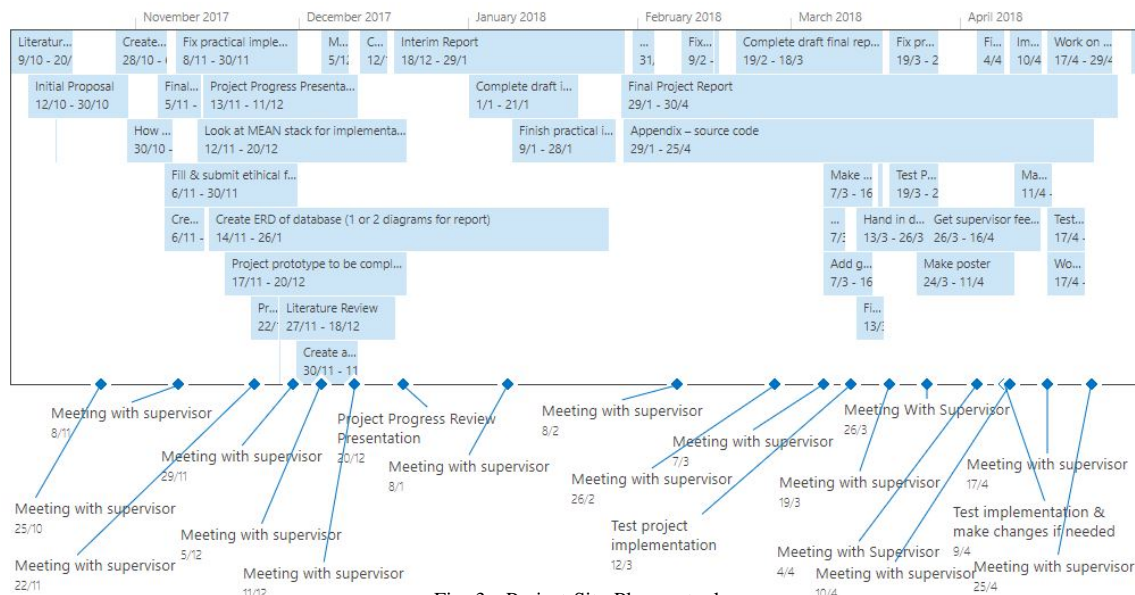 November 2017
December 2017
January 2018
February 2018
March 2018
April 2018
Literatur...
9/10 - 20/
Create...
28/10 -
Fix practical imple...
8/11 - 30/11
M...
5/12
C...
12/
Interim Report
18/12 - 29/1
...
31/
Fix...
9/2 -
Complete draft final rep...
19/2 - 18/3
Fix pr...
19/3 - 2
Fi...
4/4
Im...
10/4
Work on ...
17/4 - 29/4
Initial Proposal
12/10 - 30/10
Final...
5/11 -
Project Progress Presenta...
13/11 - 11/12
Complete draft i...
1/1 - 21/1
Final Project Report
29/1 - 30/4
How ...
30/10 -
Look at MEAN stack for implementa...
12/11 - 20/12
Finish practical i...
9/1 - 28/1
Appendix – source code
29/1 - 25/4
Fill & submit etihical f...
6/11 - 30/11
Make ...
7/3 - 16
Test P...
19/3 - 2
Ma...
11/4 -
Cre...
6/11 -
Create ERD of database (1 or 2 diagrams for report)
14/11 - 26/1
...
7/3
Hand in d...
13/3 - 26/3
Get supervisor fee...
26/3 - 16/4
Test...
17/4 -
Project prototype to be compl...
17/11 - 20/12
Add g...
7/3 - 16
Make poster
24/3 - 11/4
Wo...
17/4 -
Pr...
22/
Literature Review
27/11 - 18/12
Fi...
13/
Create a...
30/11 - 11
Meeting with supervisor
8/11
Project Progress Review
Presentation
20/12
Meeting with supervisor
8/2
Meeting With Supervisor
26/3
Meeting with supervisor
29/11
Meeting with supervisor
8/1
Meeting with supervisor
7/3
Meeting with supervisor
26/2
Meeting with supervisor
19/3
Meeting with supervisor
17/4
Meeting with supervisor
25/10
Meeting with supervisor
5/12
Test project
implementation
12/3
Test implementation &
make changes if needed
9/4
Meeting with supervisor
22/11
Meeting with supervisor
11/12
Meeting with Supervisor
4/4
Meeting with supervisor
10/4
Meeting with supervisor
25/4